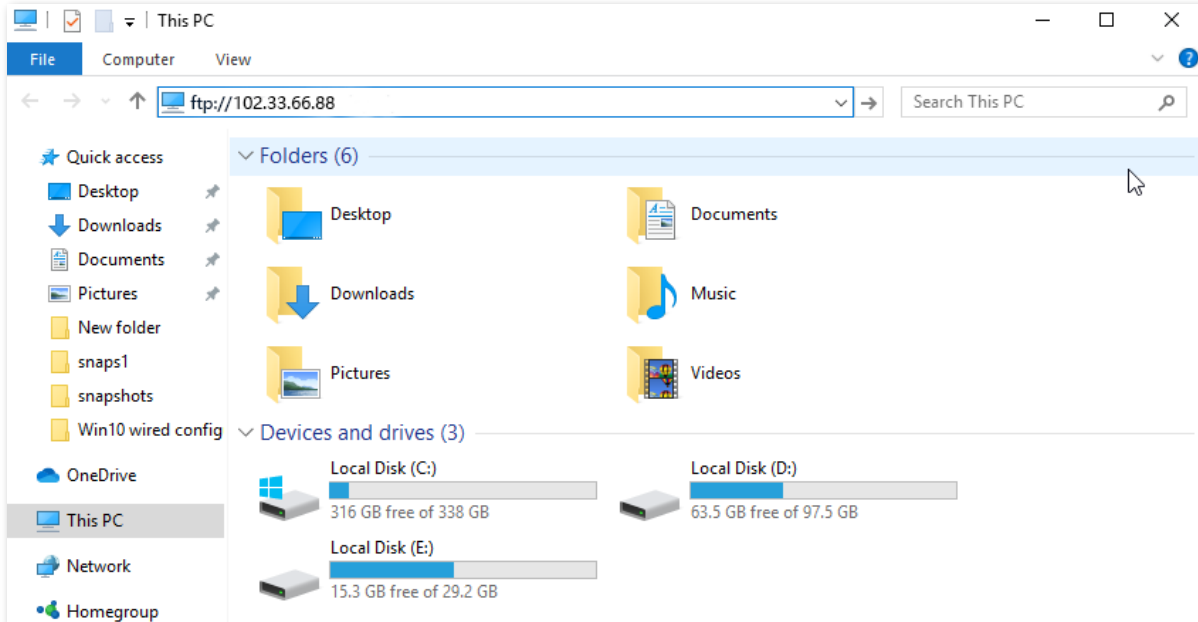 This PC
File Computer View
ftp://102.33.66.88 Search This PC
Quick access
Desktop
Downloads
Documents
Pictures
New folder
snaps1
snapshots
Win10 wired config
OneDrive
This PC
Network
Homegroup
Folders (6)
Desktop Documents
Downloads Music
Pictures Videos
Devices and drives (3)
Local Disk (C:) Local Disk (D:)
316 GB free of 338 GB 63.5 GB free of 97.5 GB
Local Disk (E:)
15.3 GB free of 29.2 GB